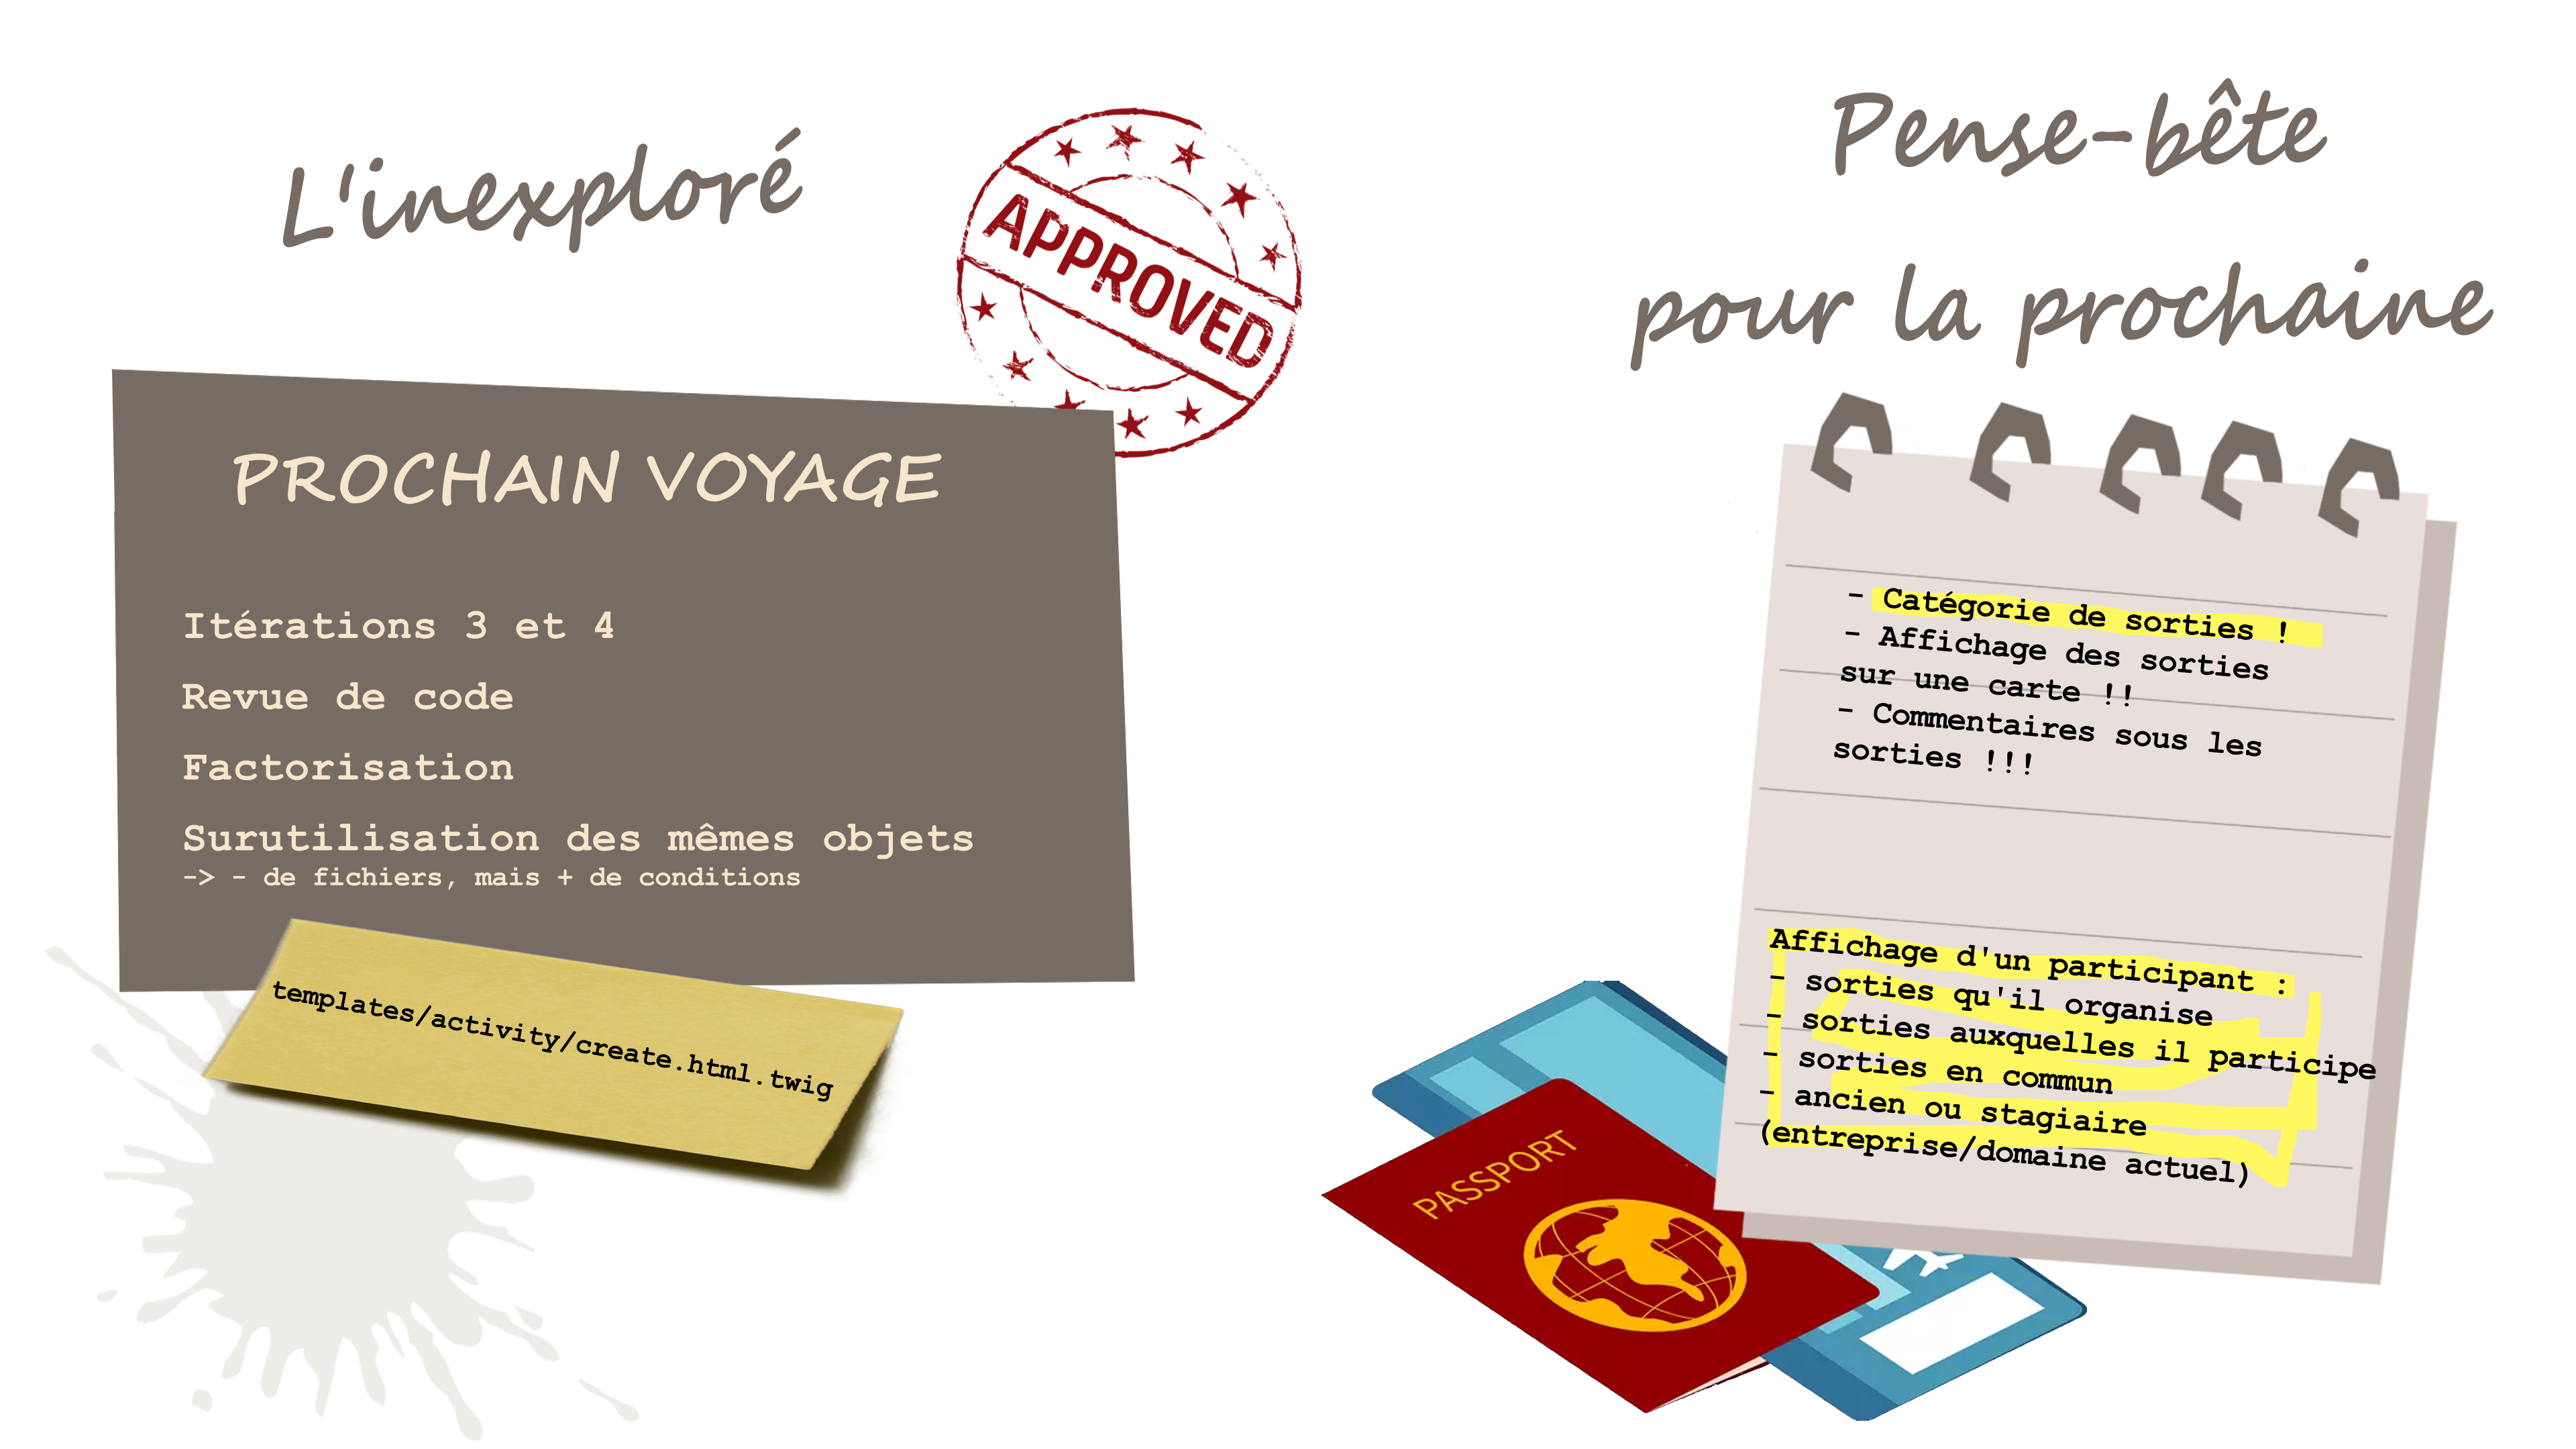 L'inexploré
APPROVED
PROCHAIN VOYAGE
Itérations 3 et 4
Revue de code
Factorisation
Surutilisation des mêmes objets
-> - de fichiers, mais + de conditions
templates/activity/create.html.twig
Pense-bête
pour la prochaine
- Catégorie de sorties !
- Affichage des sorties
sur une carte !!
- Commentaires sous les
sorties !!!
Affichage d'un participant :
- sorties qu'il organise
- sorties auxquelles il participe
- sorties en commun
- ancien ou stagiaire
(entreprise/domaine actuel)
PASSPORT